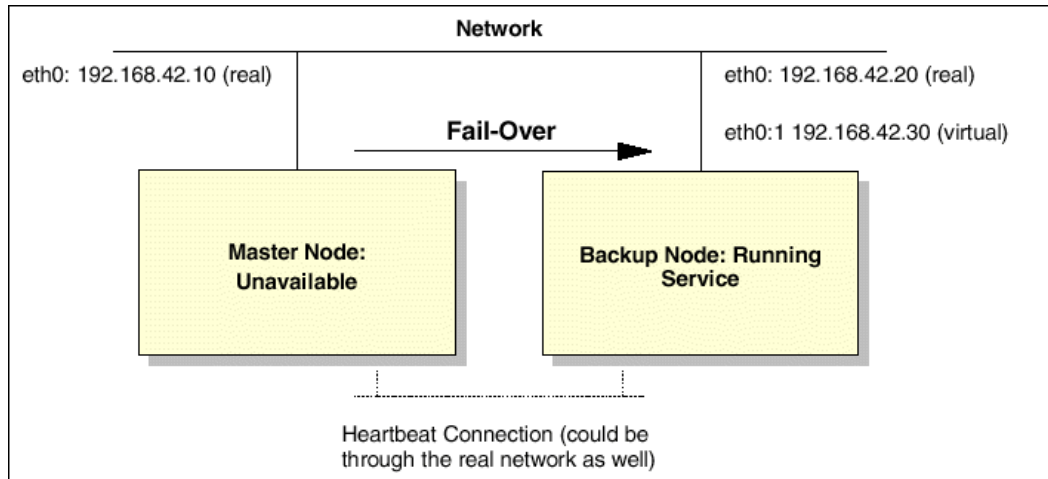 Network
eth0: 192.168.42.10 (real)
eth0: 192.168.42.20 (real)
eth0:1 192.168.42.30 (virtual)
Fail-Over
Master Node:
Unavailable
Backup Node: Running
Service
Heartbeat Connection (could be
through the real network as well)